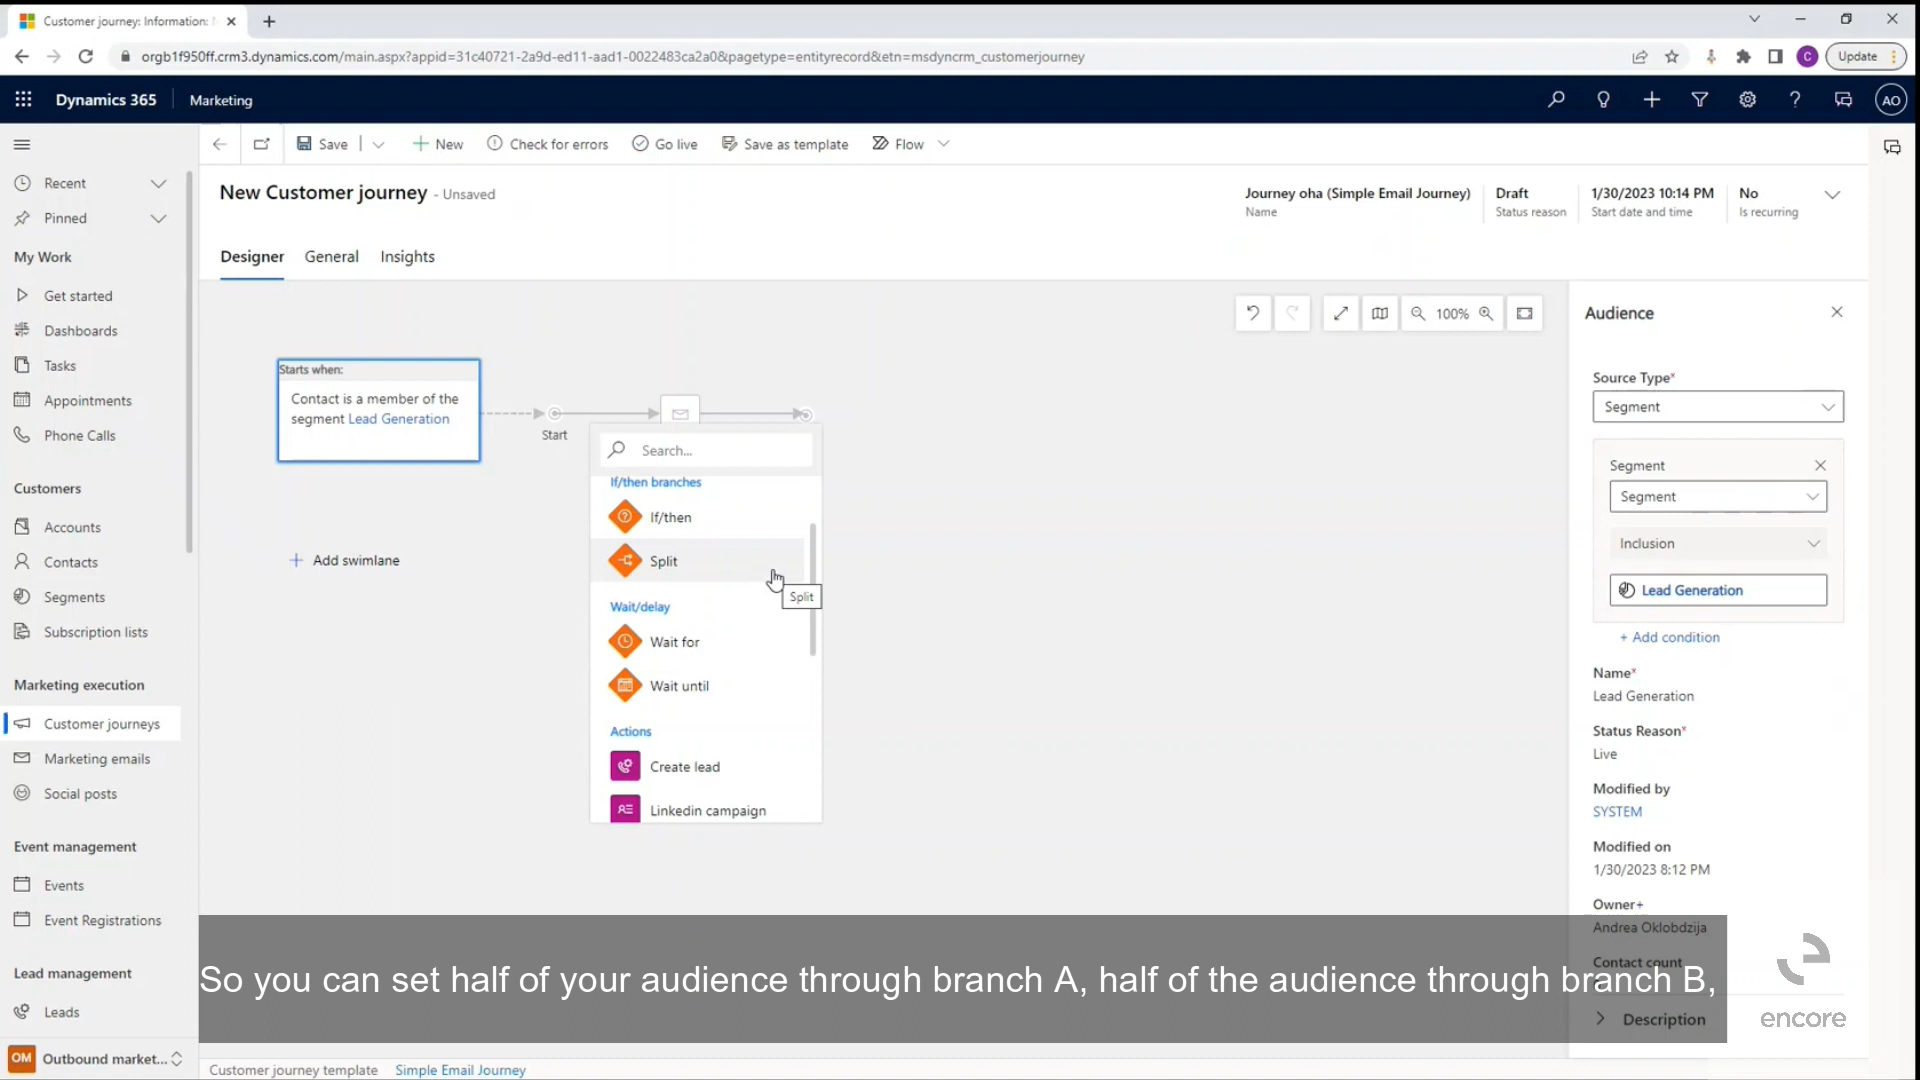 Customer journey: Information: N
orgb1f950ff.crm3.dynamics.com/main.aspx?appid=31c40721-2a9d-ed11-aad1-0022483ca2a0&pagetype=entityrecord&etn=msdyncrm_customerjourney
C
Update
Dynamics 365
Marketing
AO
Save
New
Check for errors
Go live
Save as template
Flow
Recent
Pinned
My Work
Get started
Dashboards
Tasks
Appointments
Phone Calls
Customers
Accounts
Contacts
Segments
Subscription lists
Marketing execution
Customer journeys
Marketing emails
Social posts
Event management
Events
Event Registrations
Lead management
Leads
OM Outbound market...
New Customer journey - Unsaved
Journey oha (Simple Email Journey)
Name
Draft
Status reason
1/30/2023 10:14 PM
Start date and time
No
Is recurring
Designer
General
Insights
100%
Starts when:
Contact is a member of the
segment Lead Generation
Start
+ Add swimlane
Search...
If/then branches
If/then
Split
Split
Wait/delay
Wait for
Wait until
Actions
Create lead
Linkedin campaign
Audience
Source Type*
Segment
Segment
Segment
Inclusion
Lead Generation
+ Add condition
Name*
Lead Generation
Status Reason*
Live
Modified by
SYSTEM
Modified on
1/30/2023 8:12 PM
Owner+
Andrea Oklobdzija
Contact count
Description
So you can set half of your audience through branch A, half of the audience through branch B,
encore
Customer journey template
Simple Email Journey